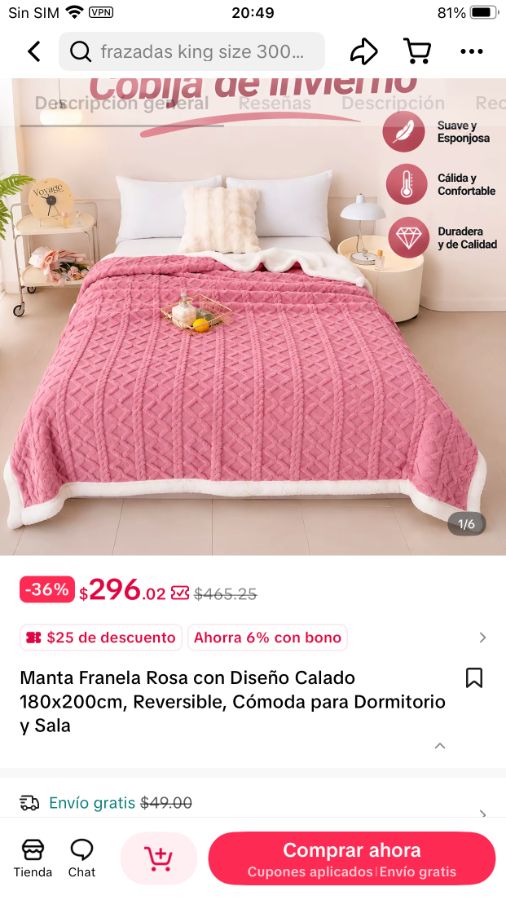 Sin SIM VPN 20:49 81%
frazadas king size 300...
Cobija de Invierno
Descripción general Reseñas Descripción Rec
Suave y
Esponjosa
Cálida y
Confortable
Duradera
y de Calidad
Voyage
1/6
-36% $296.02 $465.25
$25 de descuento Ahorra 6% con bono
Manta Franela Rosa con Diseño Calado
180x200cm, Reversible, Cómoda para Dormitorio
y Sala
Envío gratis $49.00
Tienda Chat
Comprar ahora
Cupones aplicados | Envío gratis